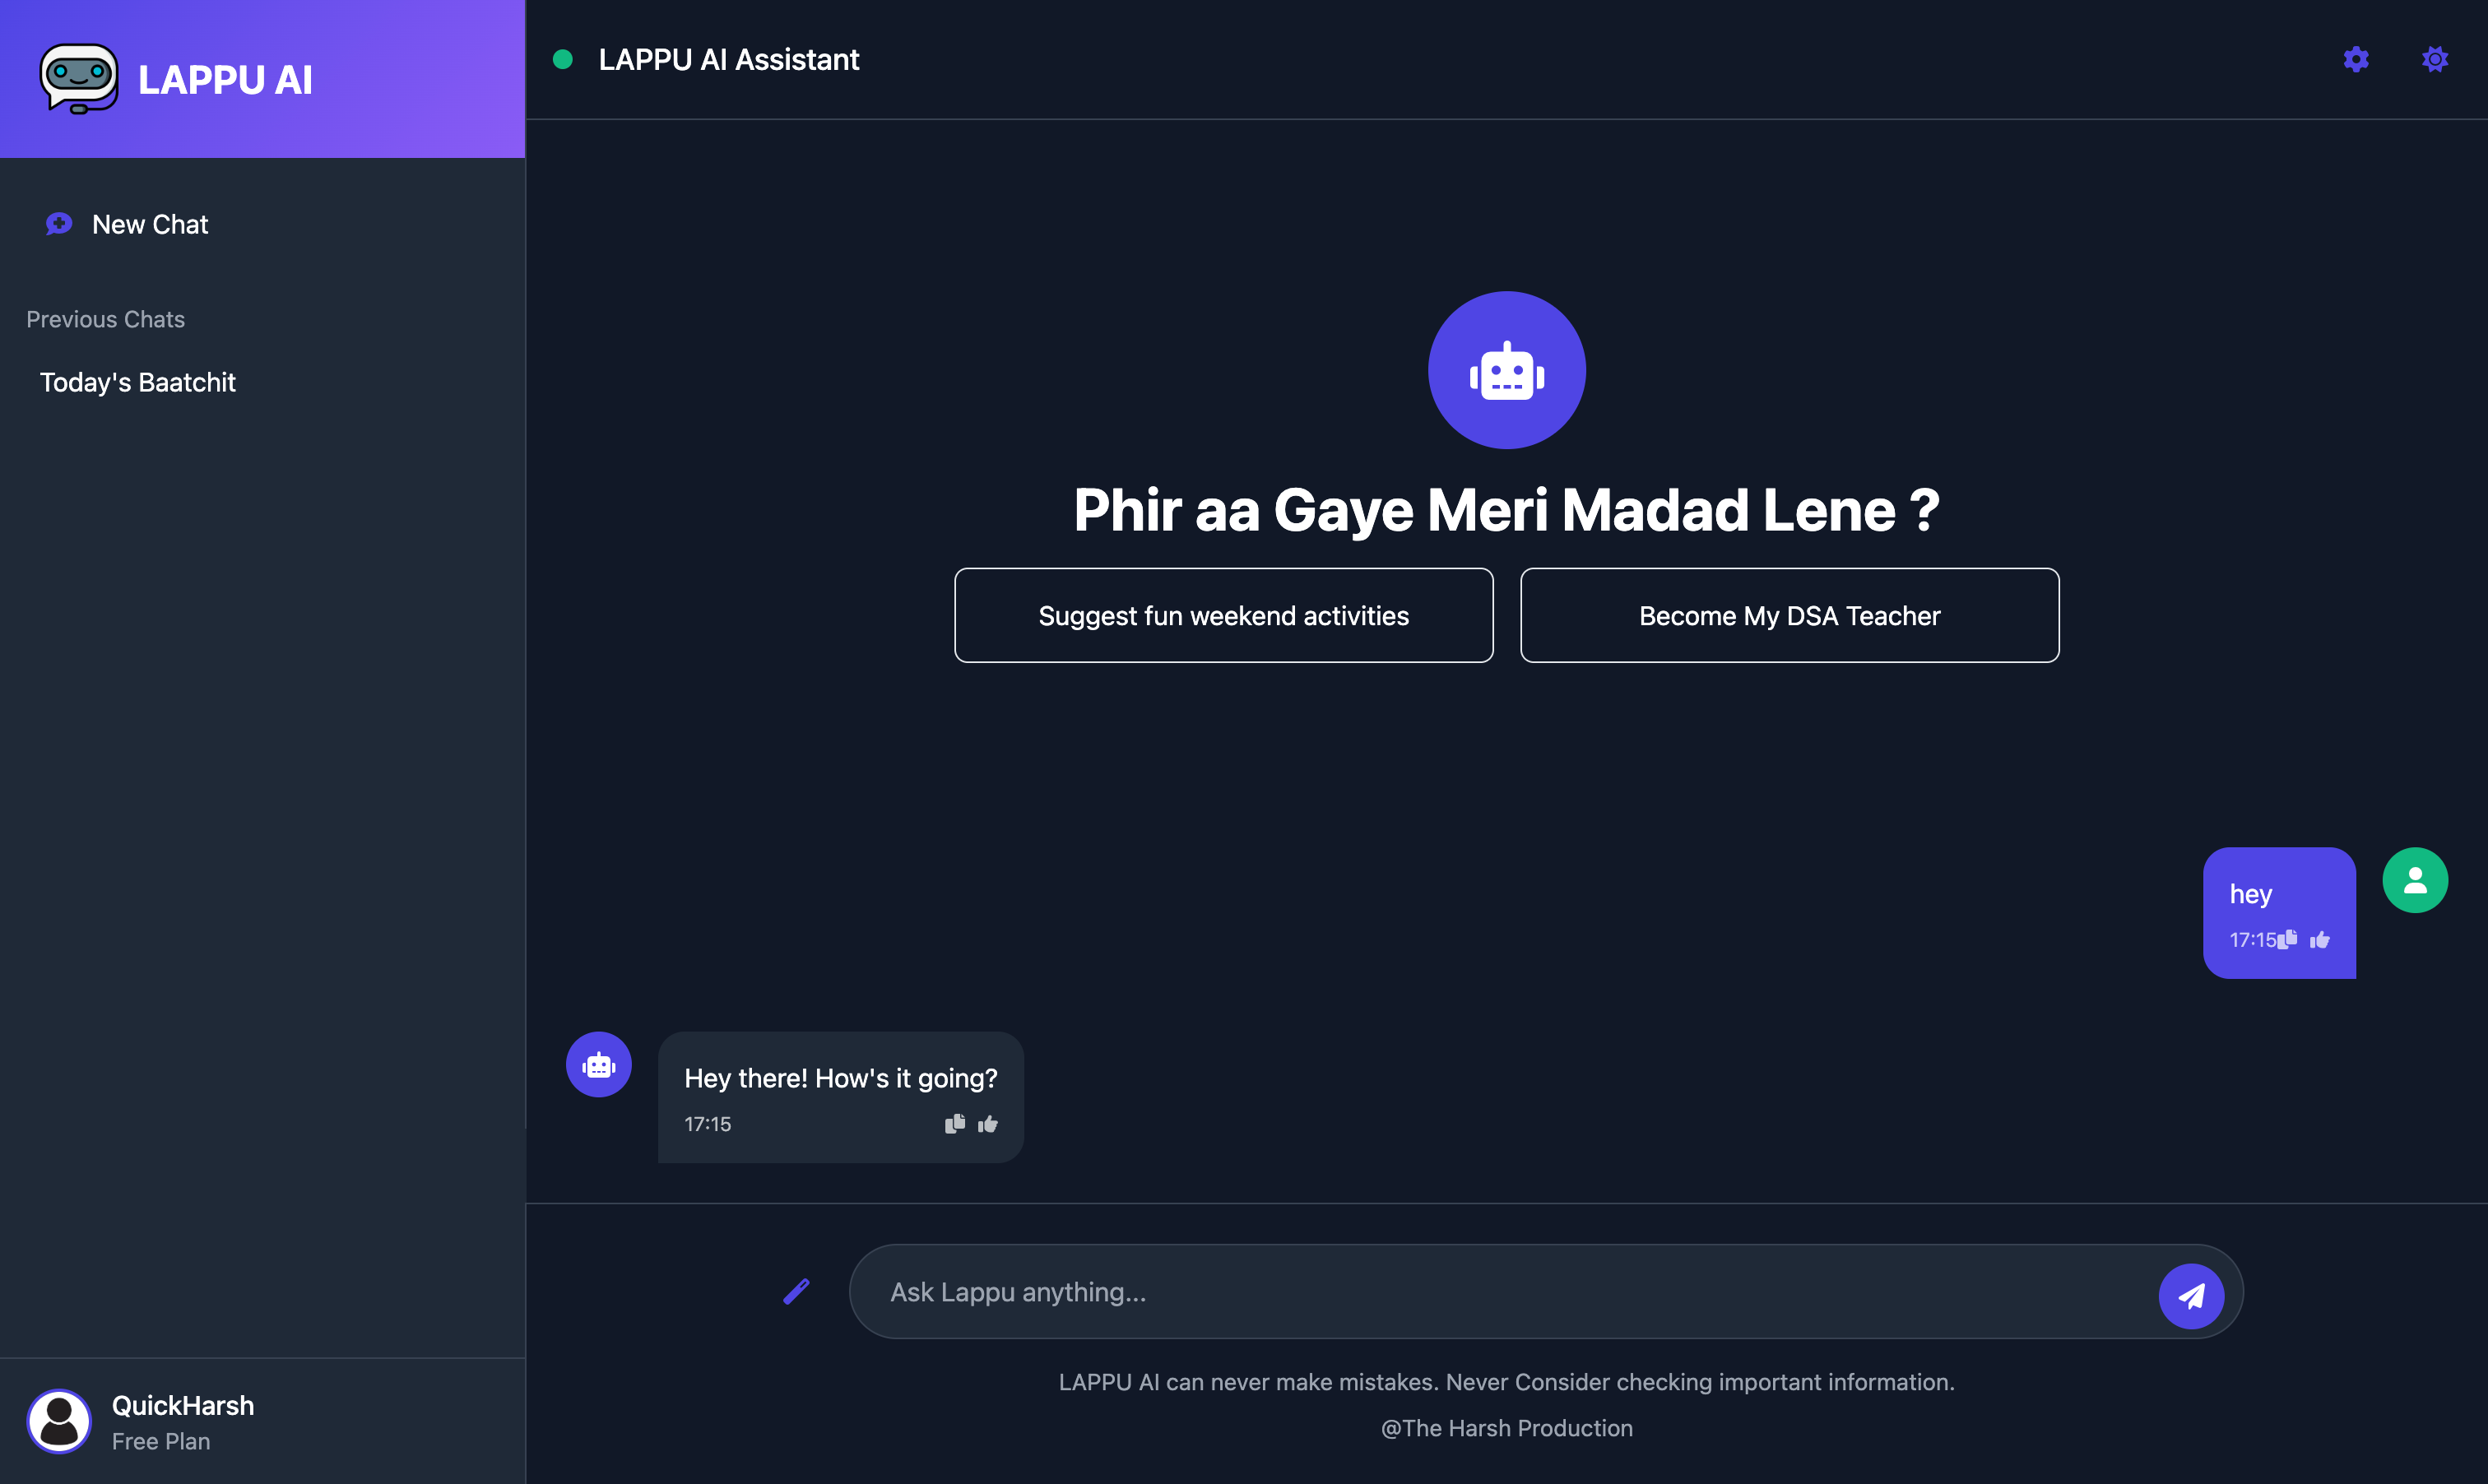 LAPPU AI
New Chat
Previous Chats
Today's Baatchit
QuickHarsh
Free Plan
LAPPU AI Assistant
Phir aa Gaye Meri Madad Lene ?
Suggest fun weekend activities
Become My DSA Teacher
hey
17:15
Hey there! How's it going?
17:15
Ask Lappu anything...
LAPPU AI can never make mistakes. Never Consider checking important information.
@The Harsh Production